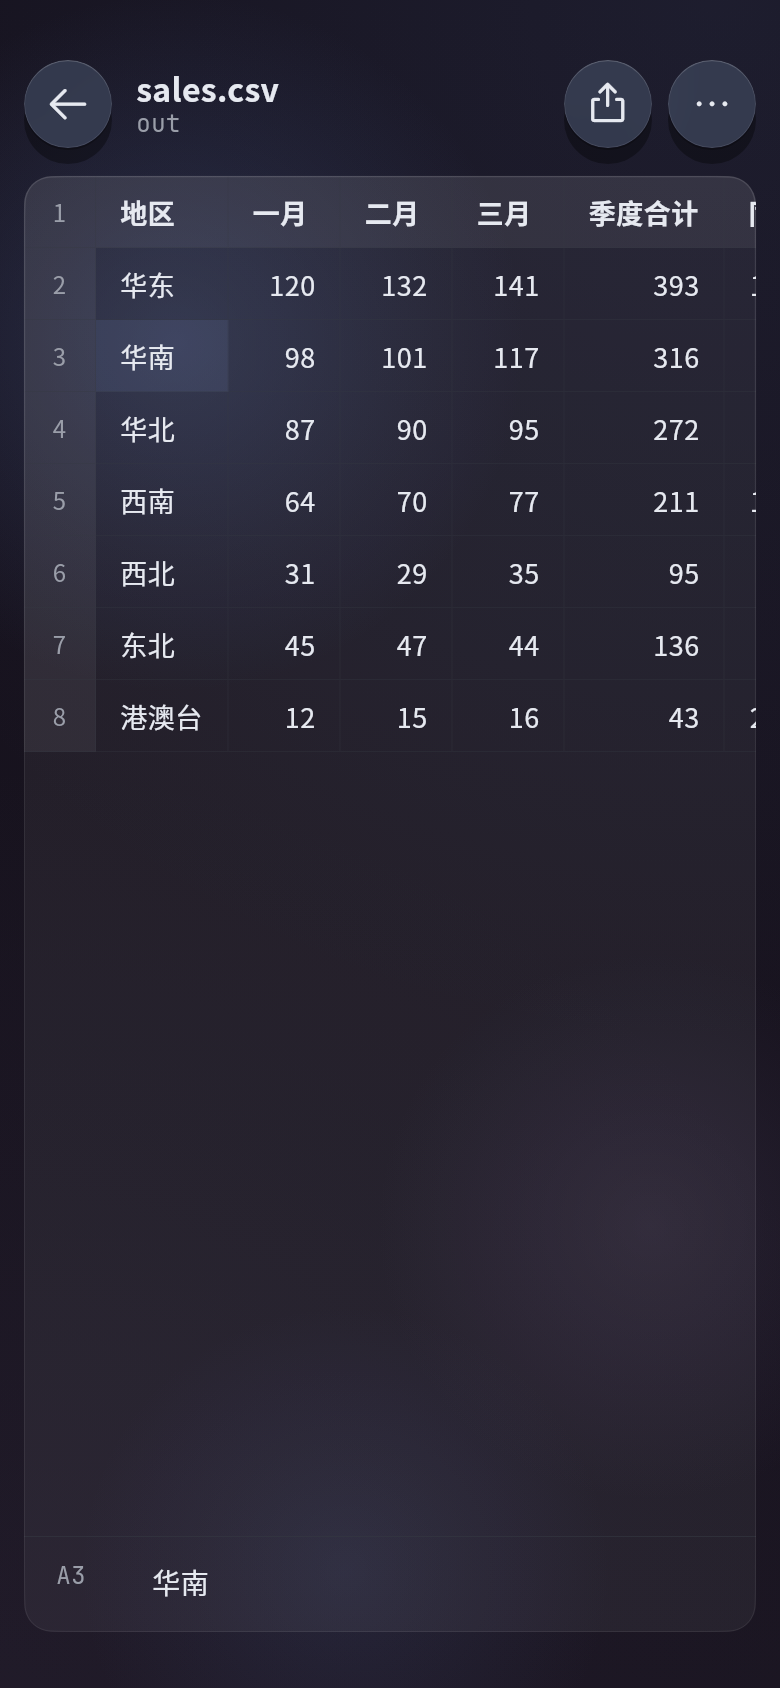 sales.csv
out
1 地区 一月 二月 三月 季度合计
2 华东 120 132 141 393
3 华南 98 101 117 316
4 华北 87 90 95 272
5 西南 64 70 77 211
6 西北 31 29 35 95
7 东北 45 47 44 136
8 港澳台 12 15 16 43
A3 华南